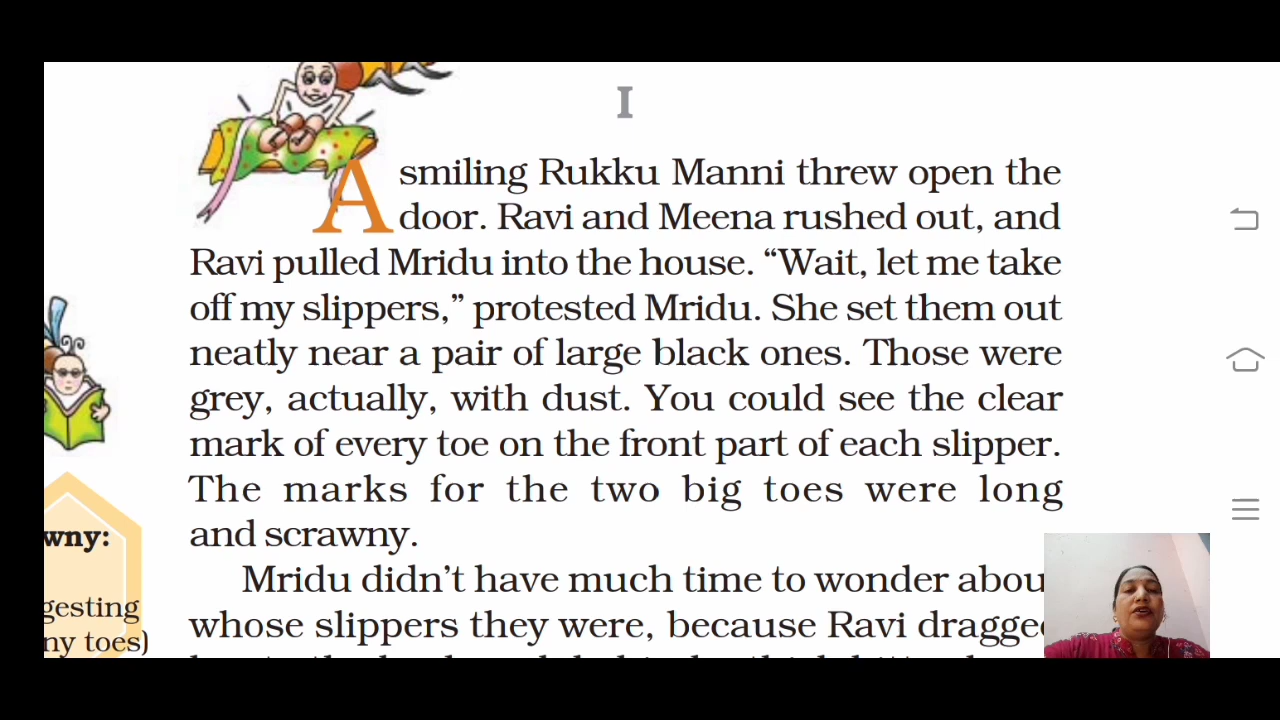 I
A smiling Rukku Manni threw open the
door. Ravi and Meena rushed out, and
Ravi pulled Mridu into the house. “Wait, let me take
off my slippers,” protested Mridu. She set them out
neatly near a pair of large black ones. Those were
grey, actually, with dust. You could see the clear
mark of every toe on the front part of each slipper.
The marks for the two big toes were long
and scrawny.
wny:
gesting
ny toes)
Mridu didn’t have much time to wonder abou
whose slippers they were, because Ravi dragge